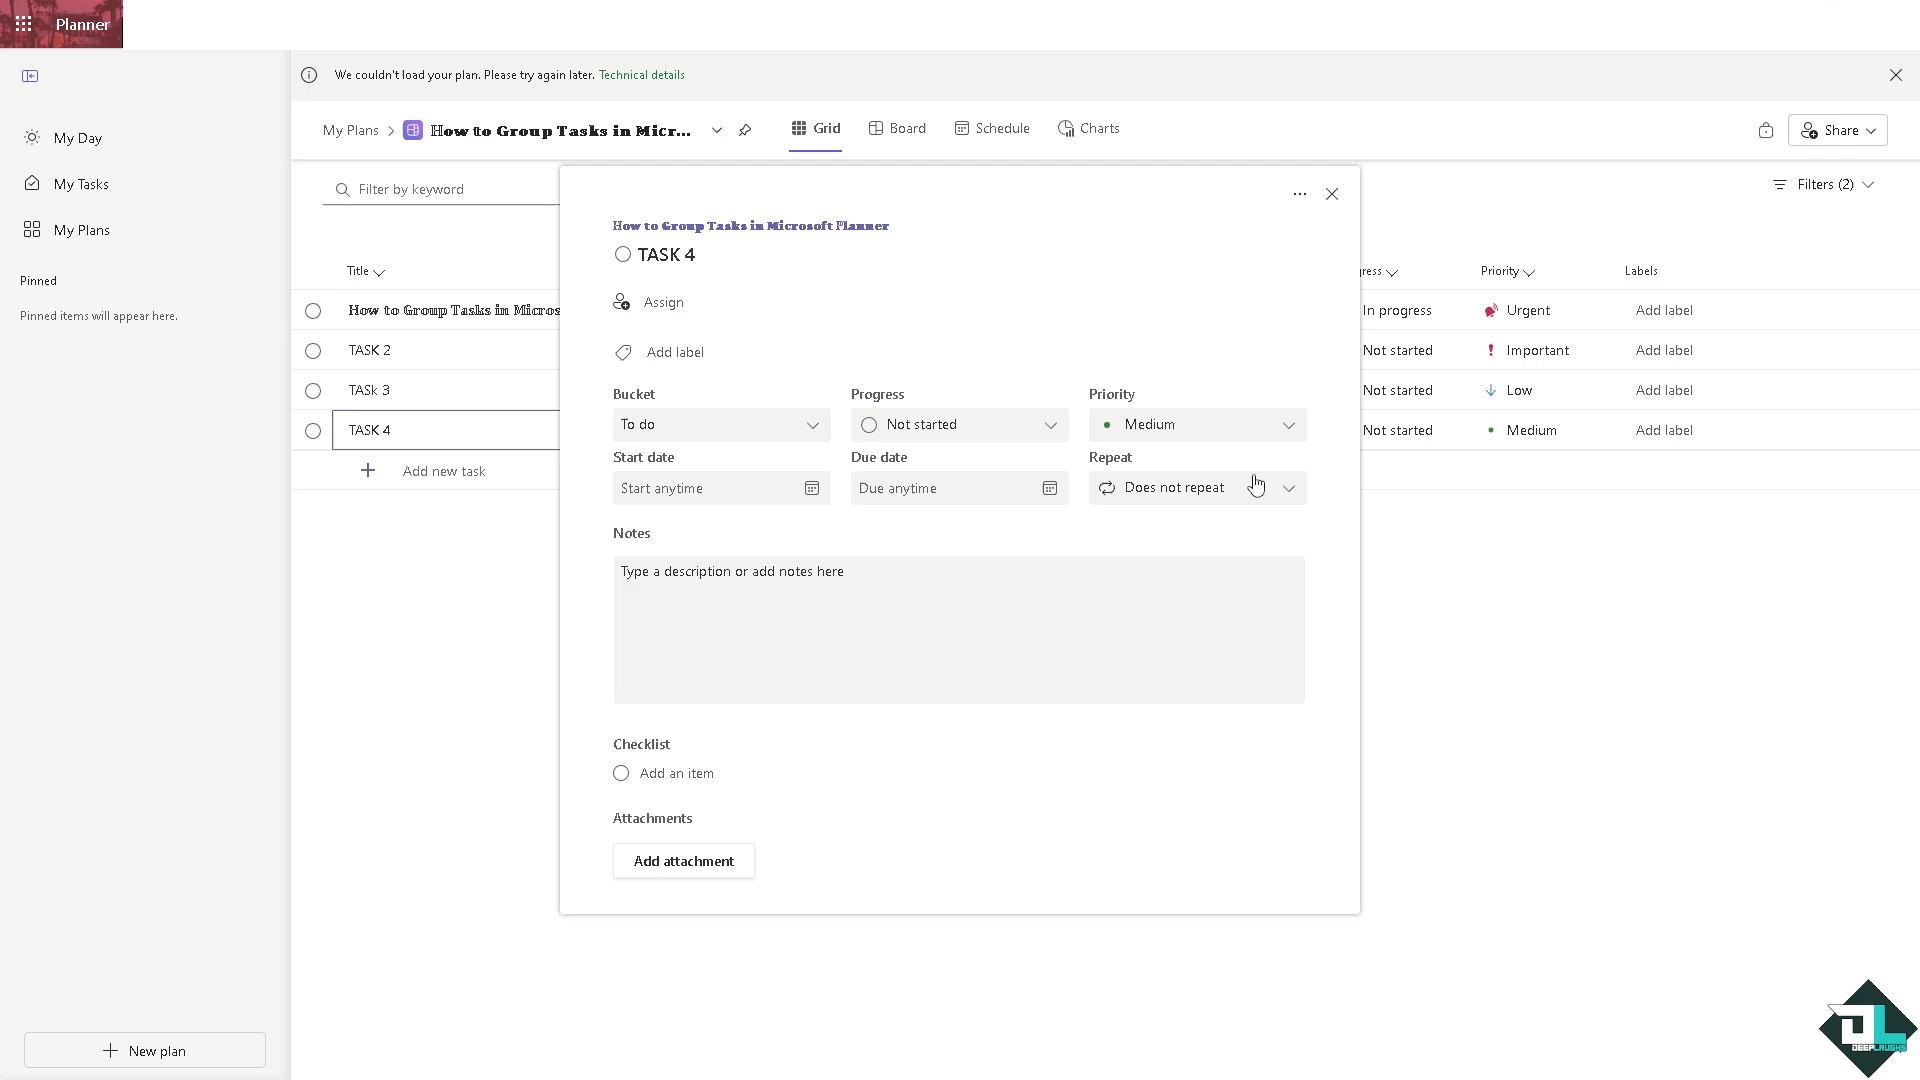 Planner
We couldn't load your plan. Please try again later. Technical details
My Plans > How to Group Tasks in Micr... Grid Board Schedule Charts Share
My Day
My Tasks
My Plans
Pinned
Pinned items will appear here.
New plan
Filter by keyword
Filters (2)
Title
How to Group Tasks in Micros
TASK 2
TASk 3
TASK 4
Add new task
How to Group Tasks in Microsoft Planner
TASK 4
Assign
Add label
Bucket Progress Priority
To do Not started Medium
Start date Due date Repeat
Start anytime Due anytime Does not repeat
Notes
Type a description or add notes here
Checklist
Add an item
Attachments
Add attachment
ress Priority Labels
In progress Urgent Add label
Not started Important Add label
Not started Low Add label
Not started Medium Add label
DEEPLAUGHS